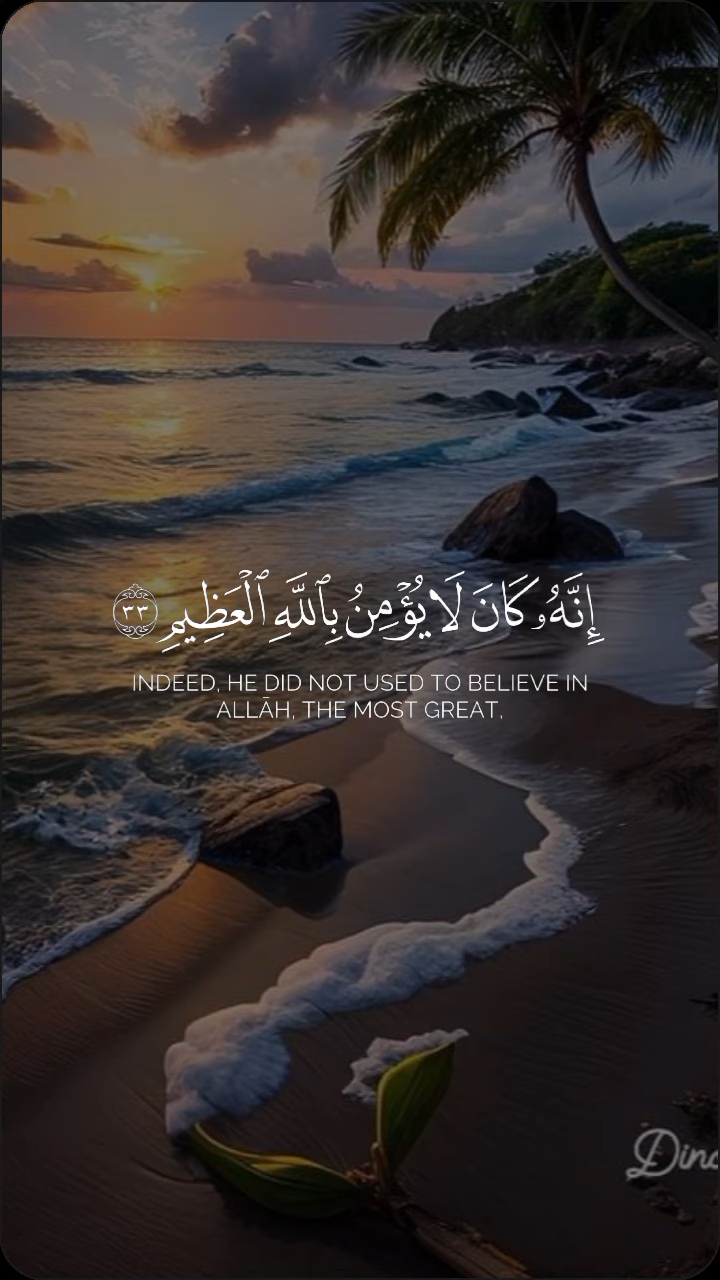 إِنَّهُۥ كَانَ لَا يُؤْمِنُ بِٱللَّهِ ٱلْعَظِيمِ ٣٣
INDEED, HE DID NOT USED TO BELIEVE IN
ALLĀH, THE MOST GREAT,